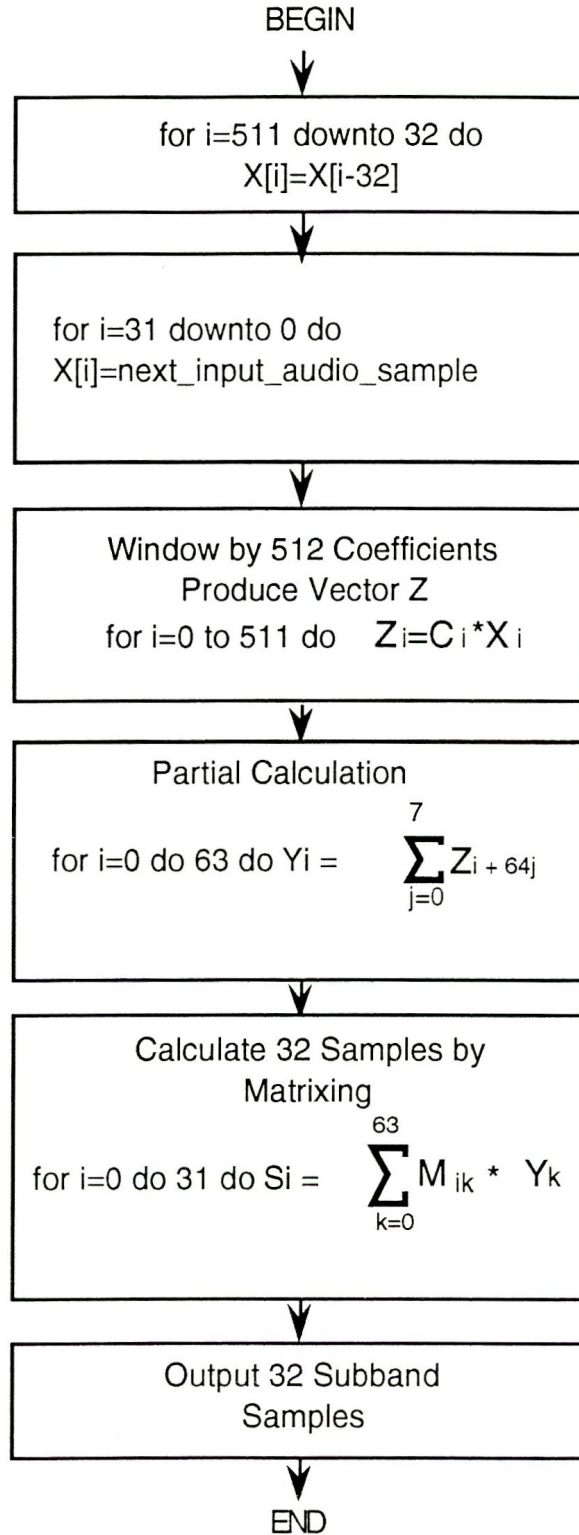 BEGIN
for i=511 downto 32 do
X[i]=X[i-32]
for i=31 downto 0 do
X[i]=next_input_audio_sample
Window by 512 Coefficients
Produce Vector Z
for i=0 to 511 do Zi=Ci*Xi
Partial Calculation
7
for i=0 do 63 do Yi = ∑ Zi + 64j
j=0
Calculate 32 Samples by
Matrixing
63
for i=0 do 31 do Si = ∑ Mik * Yk
k=0
Output 32 Subband
Samples
END